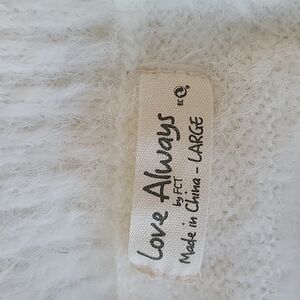 Love Always
by FCT
Made in China - LARGE